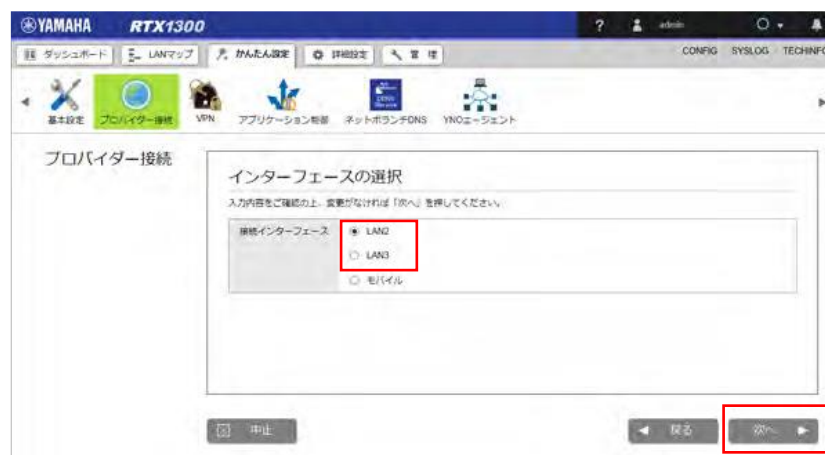 YAMAHA RTX1300 ? admin
ダッシュボード LANマップ かんたん設定 詳細設定 管理 CONFIG SYSLOG TECHINFO
基本設定 プロバイダー接続 VPN アプリケーション制御 ネットボランチDNS YNOエージェント
プロバイダー接続
インターフェースの選択
入力内容をご確認の上、変更がなければ「次へ」を押してください。
接続インターフェース LAN2
LAN3
モバイル
中止 戻る 次へ